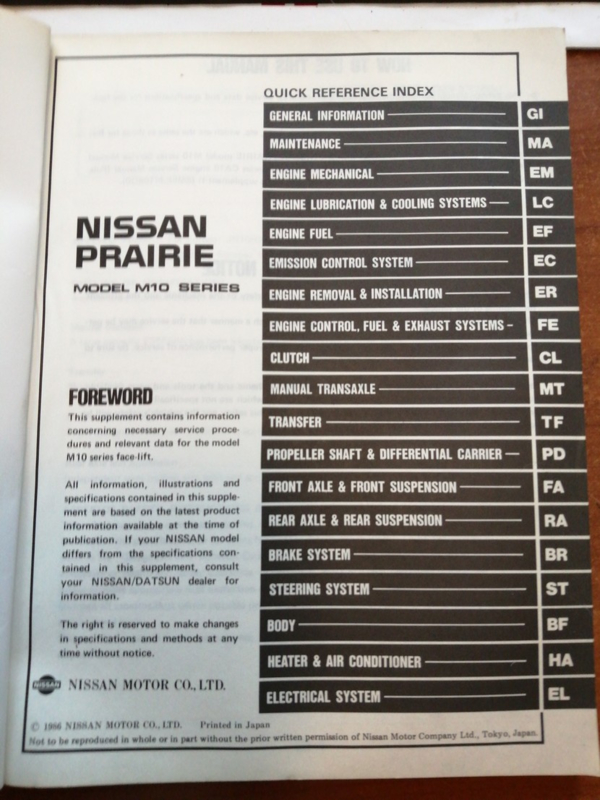 QUICK REFERENCE INDEX
GENERAL INFORMATION GI
MAINTENANCE MA
ENGINE MECHANICAL EM
ENGINE LUBRICATION & COOLING SYSTEMS LC
ENGINE FUEL EF
EMISSION CONTROL SYSTEM EC
ENGINE REMOVAL & INSTALLATION ER
ENGINE CONTROL, FUEL & EXHAUST SYSTEMS FE
CLUTCH CL
MANUAL TRANSAXLE MT
TRANSFER TF
PROPELLER SHAFT & DIFFERENTIAL CARRIER PD
FRONT AXLE & FRONT SUSPENSION FA
REAR AXLE & REAR SUSPENSION RA
BRAKE SYSTEM BR
STEERING SYSTEM ST
BODY BF
HEATER & AIR CONDITIONER HA
ELECTRICAL SYSTEM EL
NISSAN
PRAIRIE
MODEL M10 SERIES
FOREWORD
This supplement contains information
concerning necessary service proce-
dures and relevant data for the model
M10 series face-lift.
All information, illustrations and
specifications contained in this supple-
ment are based on the latest product
information available at the time of
publication. If your NISSAN model
differs from the specifications con-
tained in this supplement, consult
your NISSAN/DATSUN dealer for
information.
The right is reserved to make changes
in specifications and methods at any
time without notice.
NISSAN NISSAN MOTOR CO., LTD.
© 1986 NISSAN MOTOR CO., LTD. Printed in Japan
Not to be reproduced in whole or in part without the prior written permission of Nissan Motor Company Ltd., Tokyo, Japan.